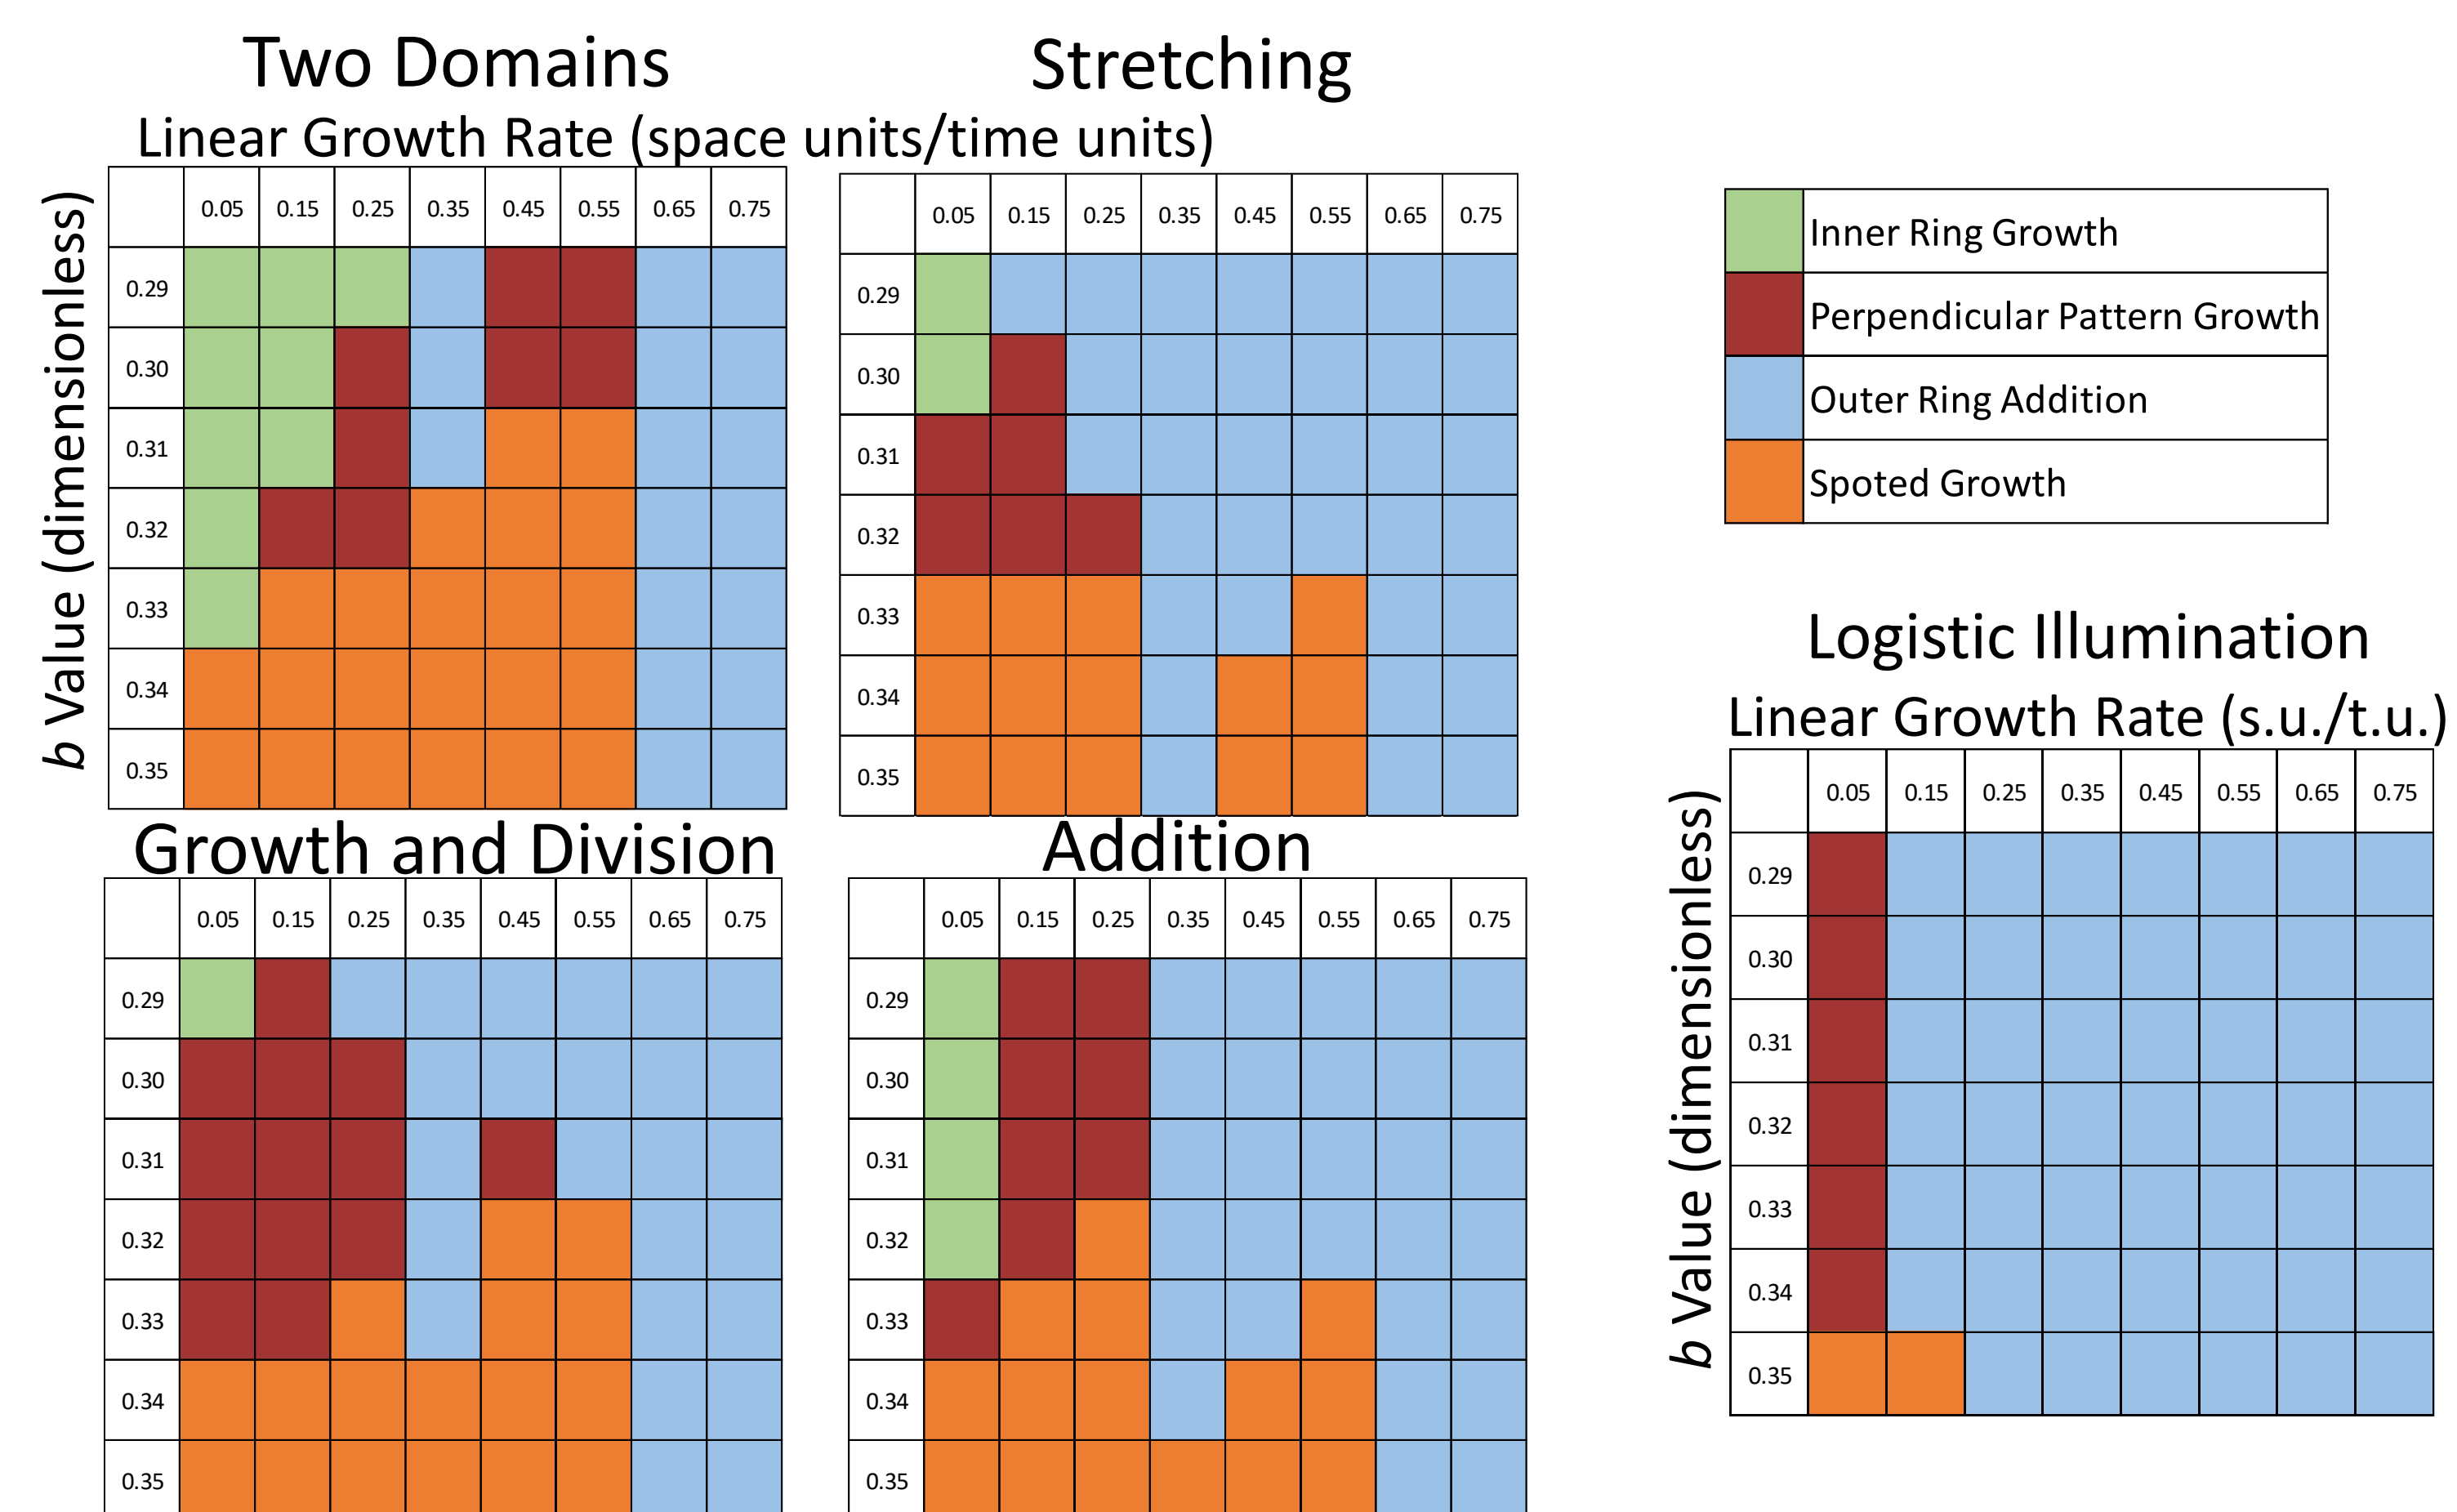 Two Domains
Stretching
Linear Growth Rate (space units/time units)
b Value (dimensionless)
0.05 0.15 0.25 0.35 0.45 0.55 0.65 0.75
0.29
0.30
0.31
0.32
0.33
0.34
0.35
0.05 0.15 0.25 0.35 0.45 0.55 0.65 0.75
0.29
0.30
0.31
0.32
0.33
0.34
0.35
Inner Ring Growth
Perpendicular Pattern Growth
Outer Ring Addition
Spoted Growth
Growth and Division
0.05 0.15 0.25 0.35 0.45 0.55 0.65 0.75
0.29
0.30
0.31
0.32
0.33
0.34
0.35
Addition
0.05 0.15 0.25 0.35 0.45 0.55 0.65 0.75
0.29
0.30
0.31
0.32
0.33
0.34
0.35
Logistic Illumination
Linear Growth Rate (s.u./t.u.)
b Value (dimensionless)
0.05 0.15 0.25 0.35 0.45 0.55 0.65 0.75
0.29
0.30
0.31
0.32
0.33
0.34
0.35